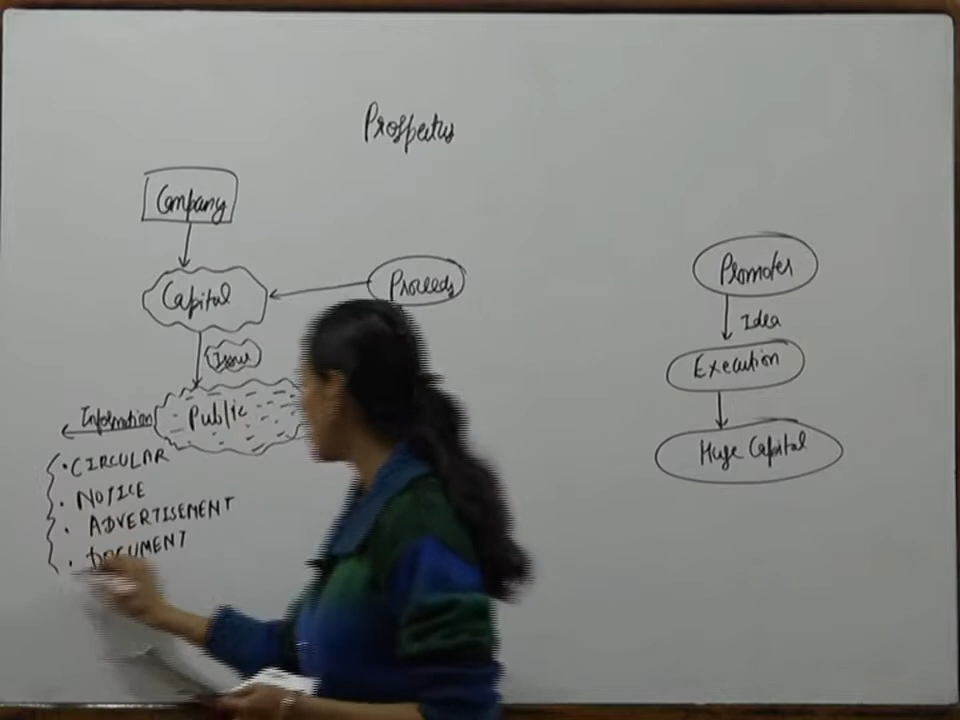 Prospectus
Company
Capital
Proceeds
Issue
Public
Information
• CIRCULAR
• NOTICE
• ADVERTISEMENT
• DOCUMENT
Promoter
Idea
Execution
Huge Capital